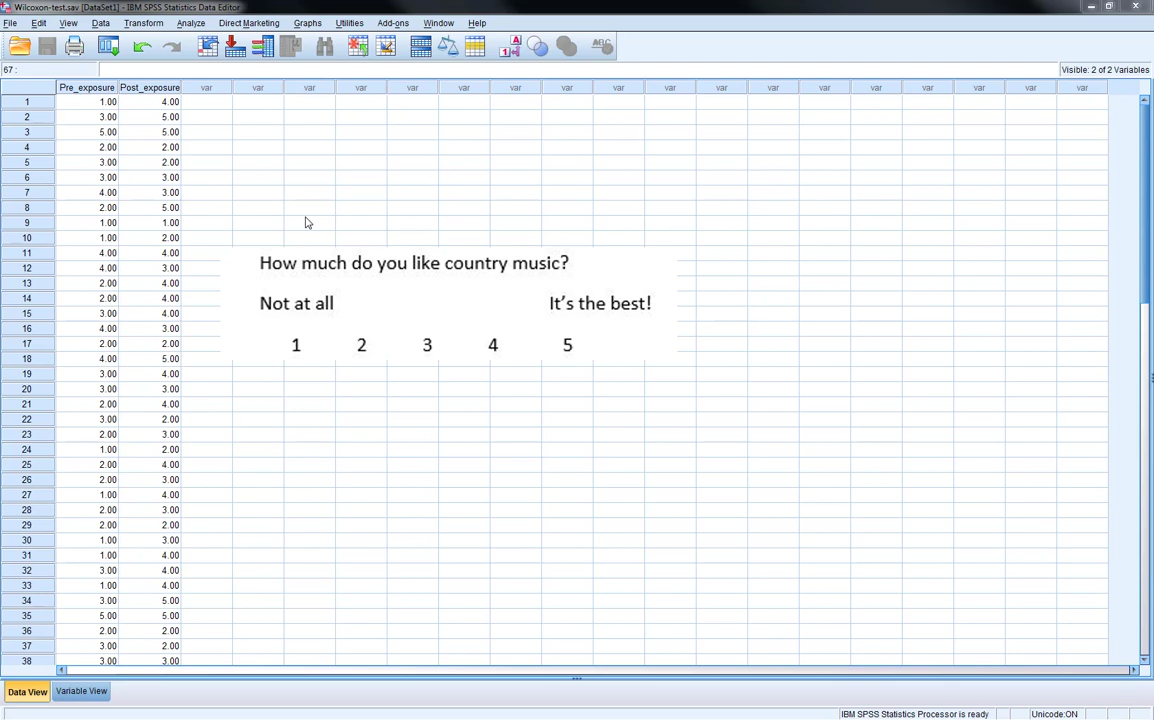 Wilcoxon-test.sav [DataSet1] - IBM SPSS Statistics Data Editor
File Edit View Data Transform Analyze Direct Marketing Graphs Utilities Add-ons Window Help
67 :
Visible: 2 of 2 Variables
Pre_exposure Post_exposure var var var var var var var var var var var var var var var var var var
1 1.00 4.00
2 3.00 5.00
3 5.00 5.00
4 2.00 2.00
5 3.00 2.00
6 3.00 3.00
7 4.00 3.00
8 2.00 5.00
9 1.00 1.00
10 1.00 2.00
11 4.00 4.00
12 4.00 3.00
13 2.00 4.00
14 2.00 4.00
15 3.00 4.00
16 4.00 3.00
17 2.00 2.00
18 4.00 5.00
19 3.00 4.00
20 3.00 3.00
21 2.00 4.00
22 3.00 2.00
23 2.00 3.00
24 1.00 2.00
25 2.00 4.00
26 2.00 3.00
27 1.00 4.00
28 2.00 3.00
29 2.00 2.00
30 1.00 3.00
31 1.00 4.00
32 3.00 4.00
33 1.00 4.00
34 3.00 5.00
35 5.00 5.00
36 2.00 2.00
37 3.00 2.00
38 3.00 3.00
How much do you like country music?
Not at all It's the best!
1 2 3 4 5
Data View Variable View
IBM SPSS Statistics Processor is ready Unicode:ON